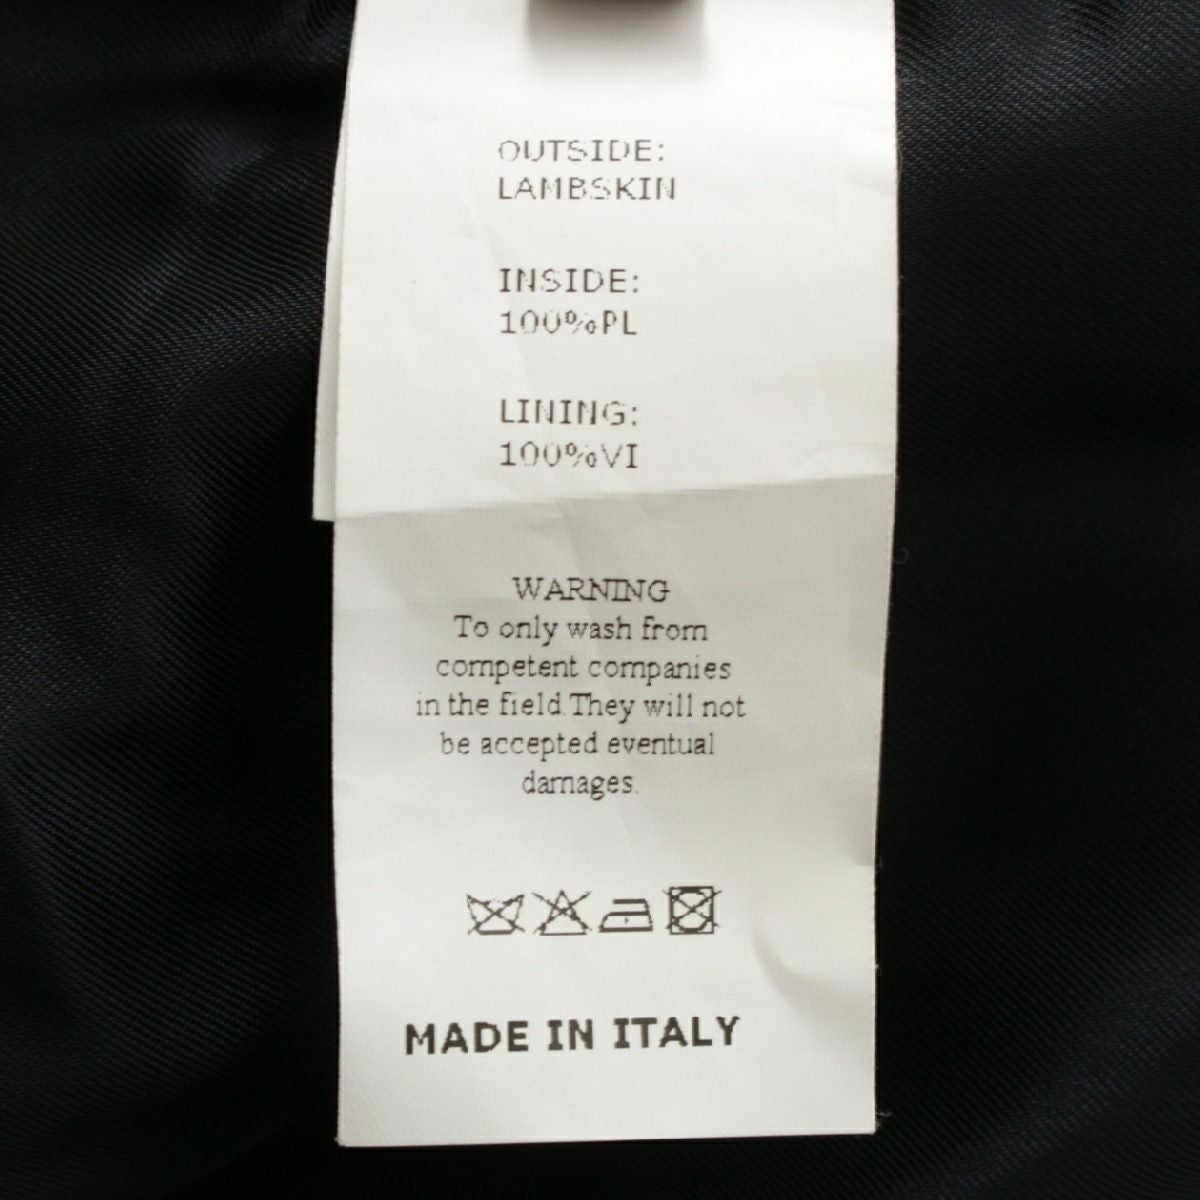 OUTSIDE:
LAMBSKIN
INSIDE:
100%PL
LINING:
100%VI
WARNING
To only wash from
competent companies
in the field.They will not
be accepted eventual
damages.
MADE IN ITALY